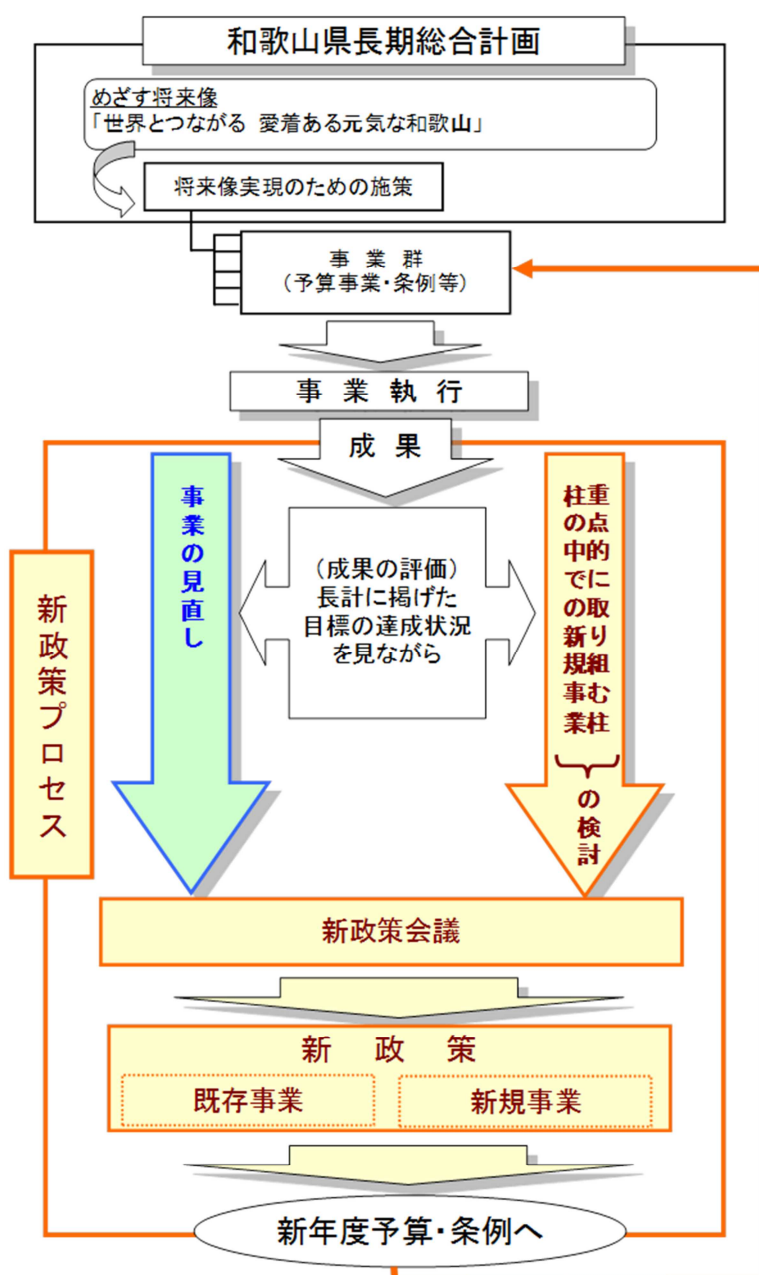 和歌山県長期総合計画
めざす将来像
「世界とつながる 愛着ある元気な和歌山」
将来像実現のための施策
事業群
(予算事業・条例等)
事業執行
成果
新政策プロセス
事業の見直し
(成果の評価)
長計に掲げた
目標の達成状況
を見ながら
重点的に取り組む柱
柱の中での新規事業
の検討
新政策会議
新政策
既存事業
新規事業
新年度予算・条例へ